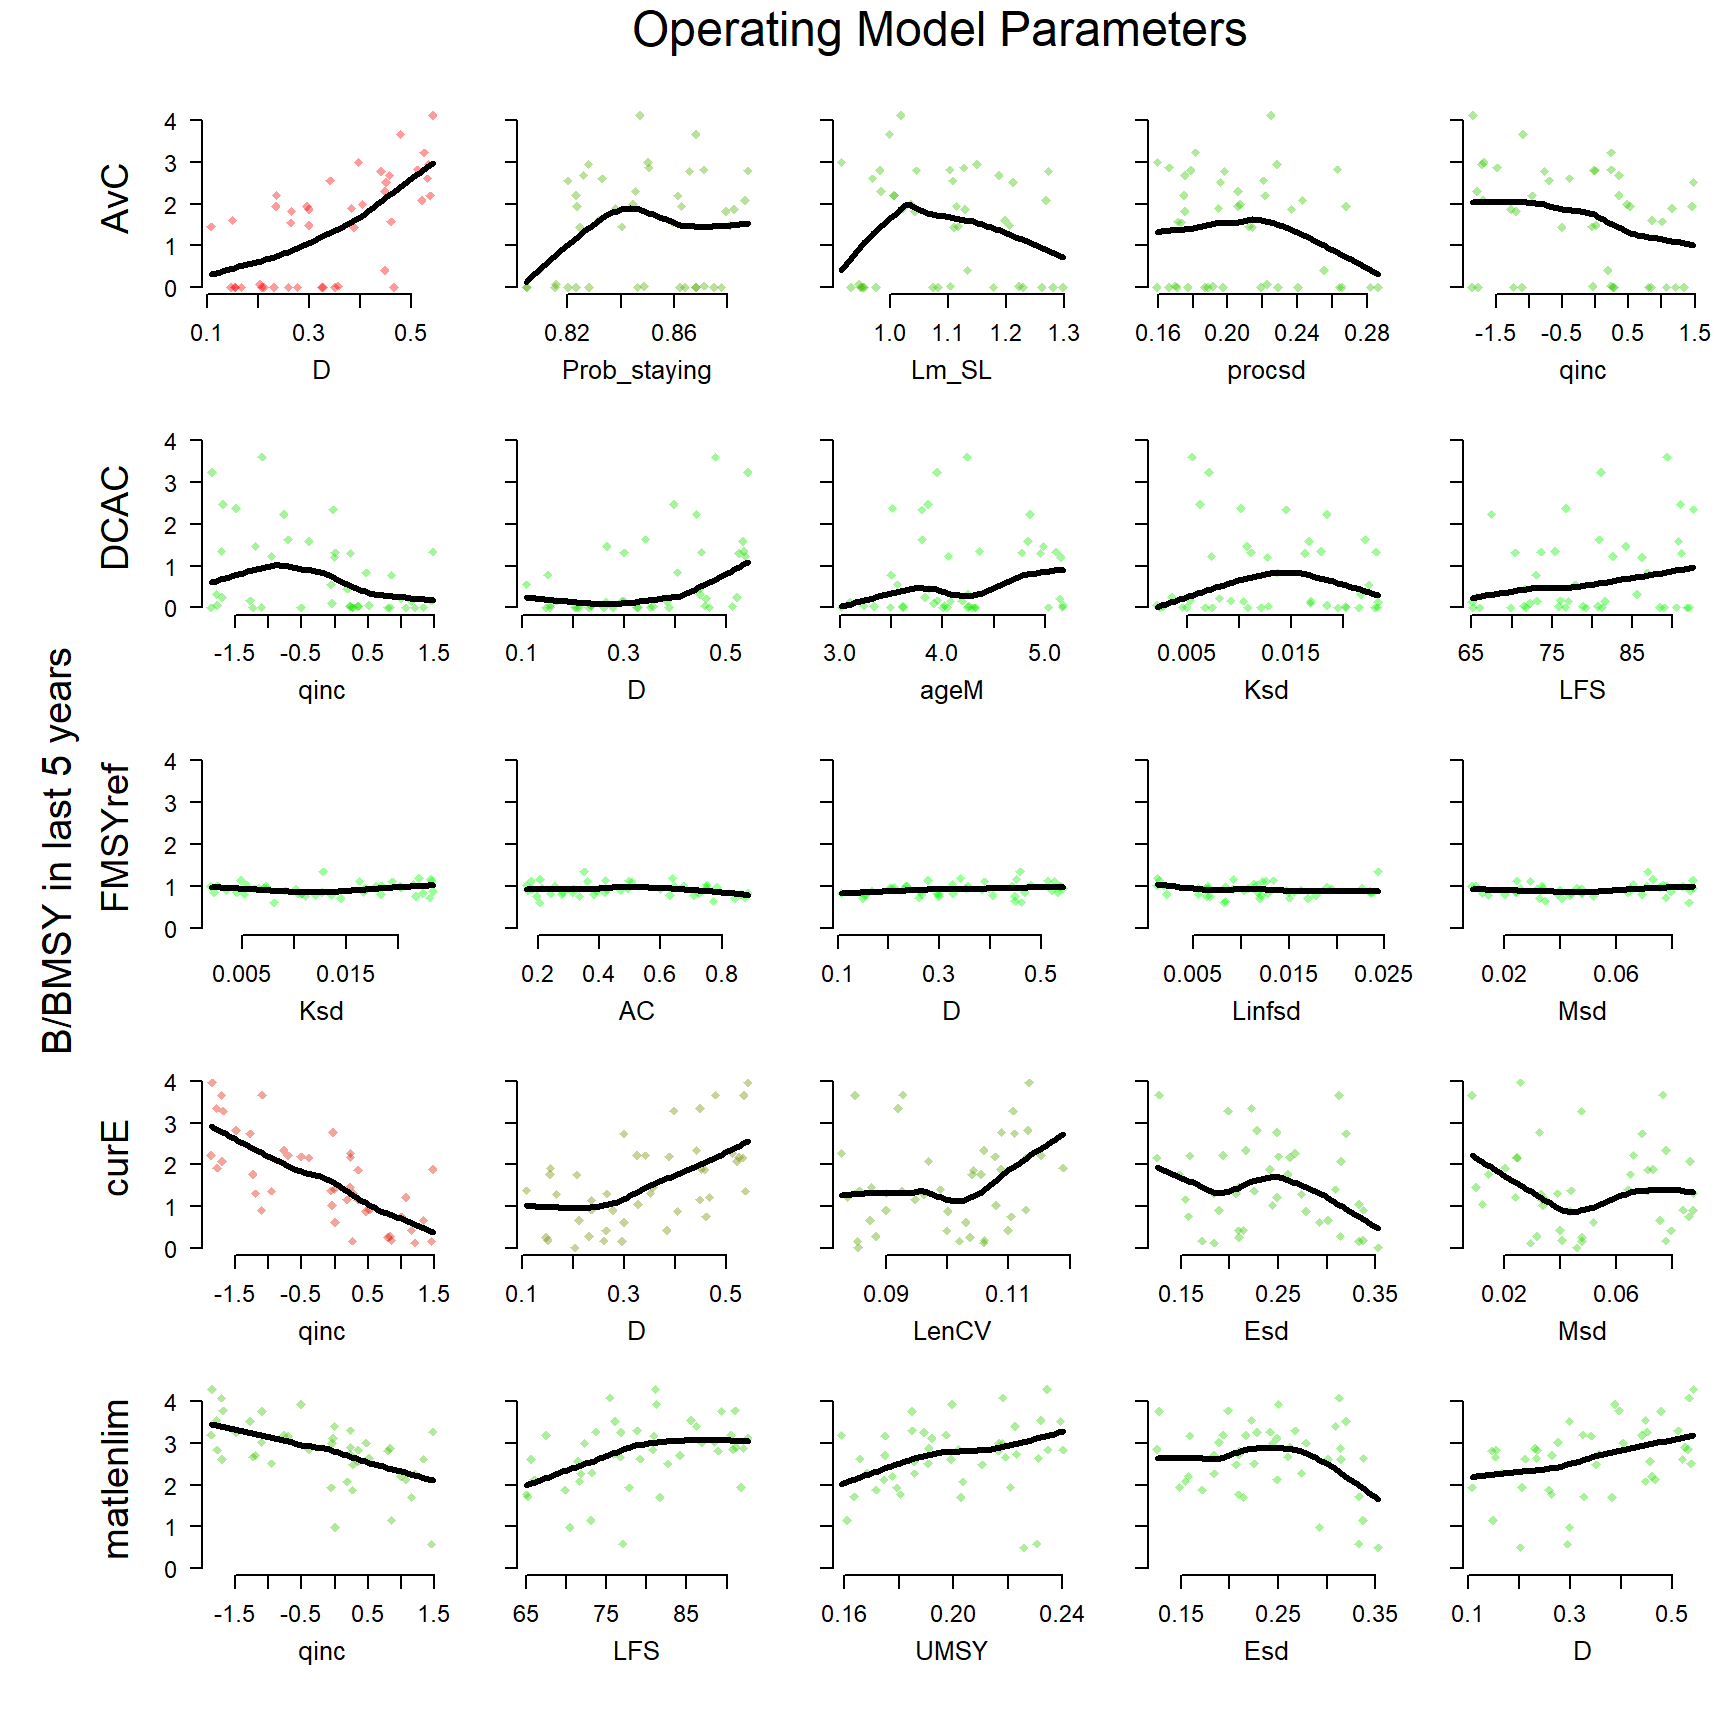 Operating Model Parameters
B/BMSY in last 5 years
AvC
0 1 2 3 4
0.1 0.3 0.5
D
0.82 0.86
Prob_staying
1.0 1.1 1.2 1.3
Lm_SL
0.16 0.20 0.24 0.28
procsd
-1.5 -0.5 0.5 1.5
qinc
DCAC
0 1 2 3 4
-1.5 -0.5 0.5 1.5
qinc
0.1 0.3 0.5
D
3.0 4.0 5.0
ageM
0.005 0.015
Ksd
65 75 85
LFS
FMSYref
0 1 2 3 4
0.005 0.015
Ksd
0.2 0.4 0.6 0.8
AC
0.1 0.3 0.5
D
0.005 0.015 0.025
Linfsd
0.02 0.06
Msd
curE
0 1 2 3 4
-1.5 -0.5 0.5 1.5
qinc
0.1 0.3 0.5
D
0.09 0.11
LenCV
0.15 0.25 0.35
Esd
0.02 0.06
Msd
matlenlim
0 1 2 3 4
-1.5 -0.5 0.5 1.5
qinc
65 75 85
LFS
0.16 0.20 0.24
UMSY
0.15 0.25 0.35
Esd
0.1 0.3 0.5
D